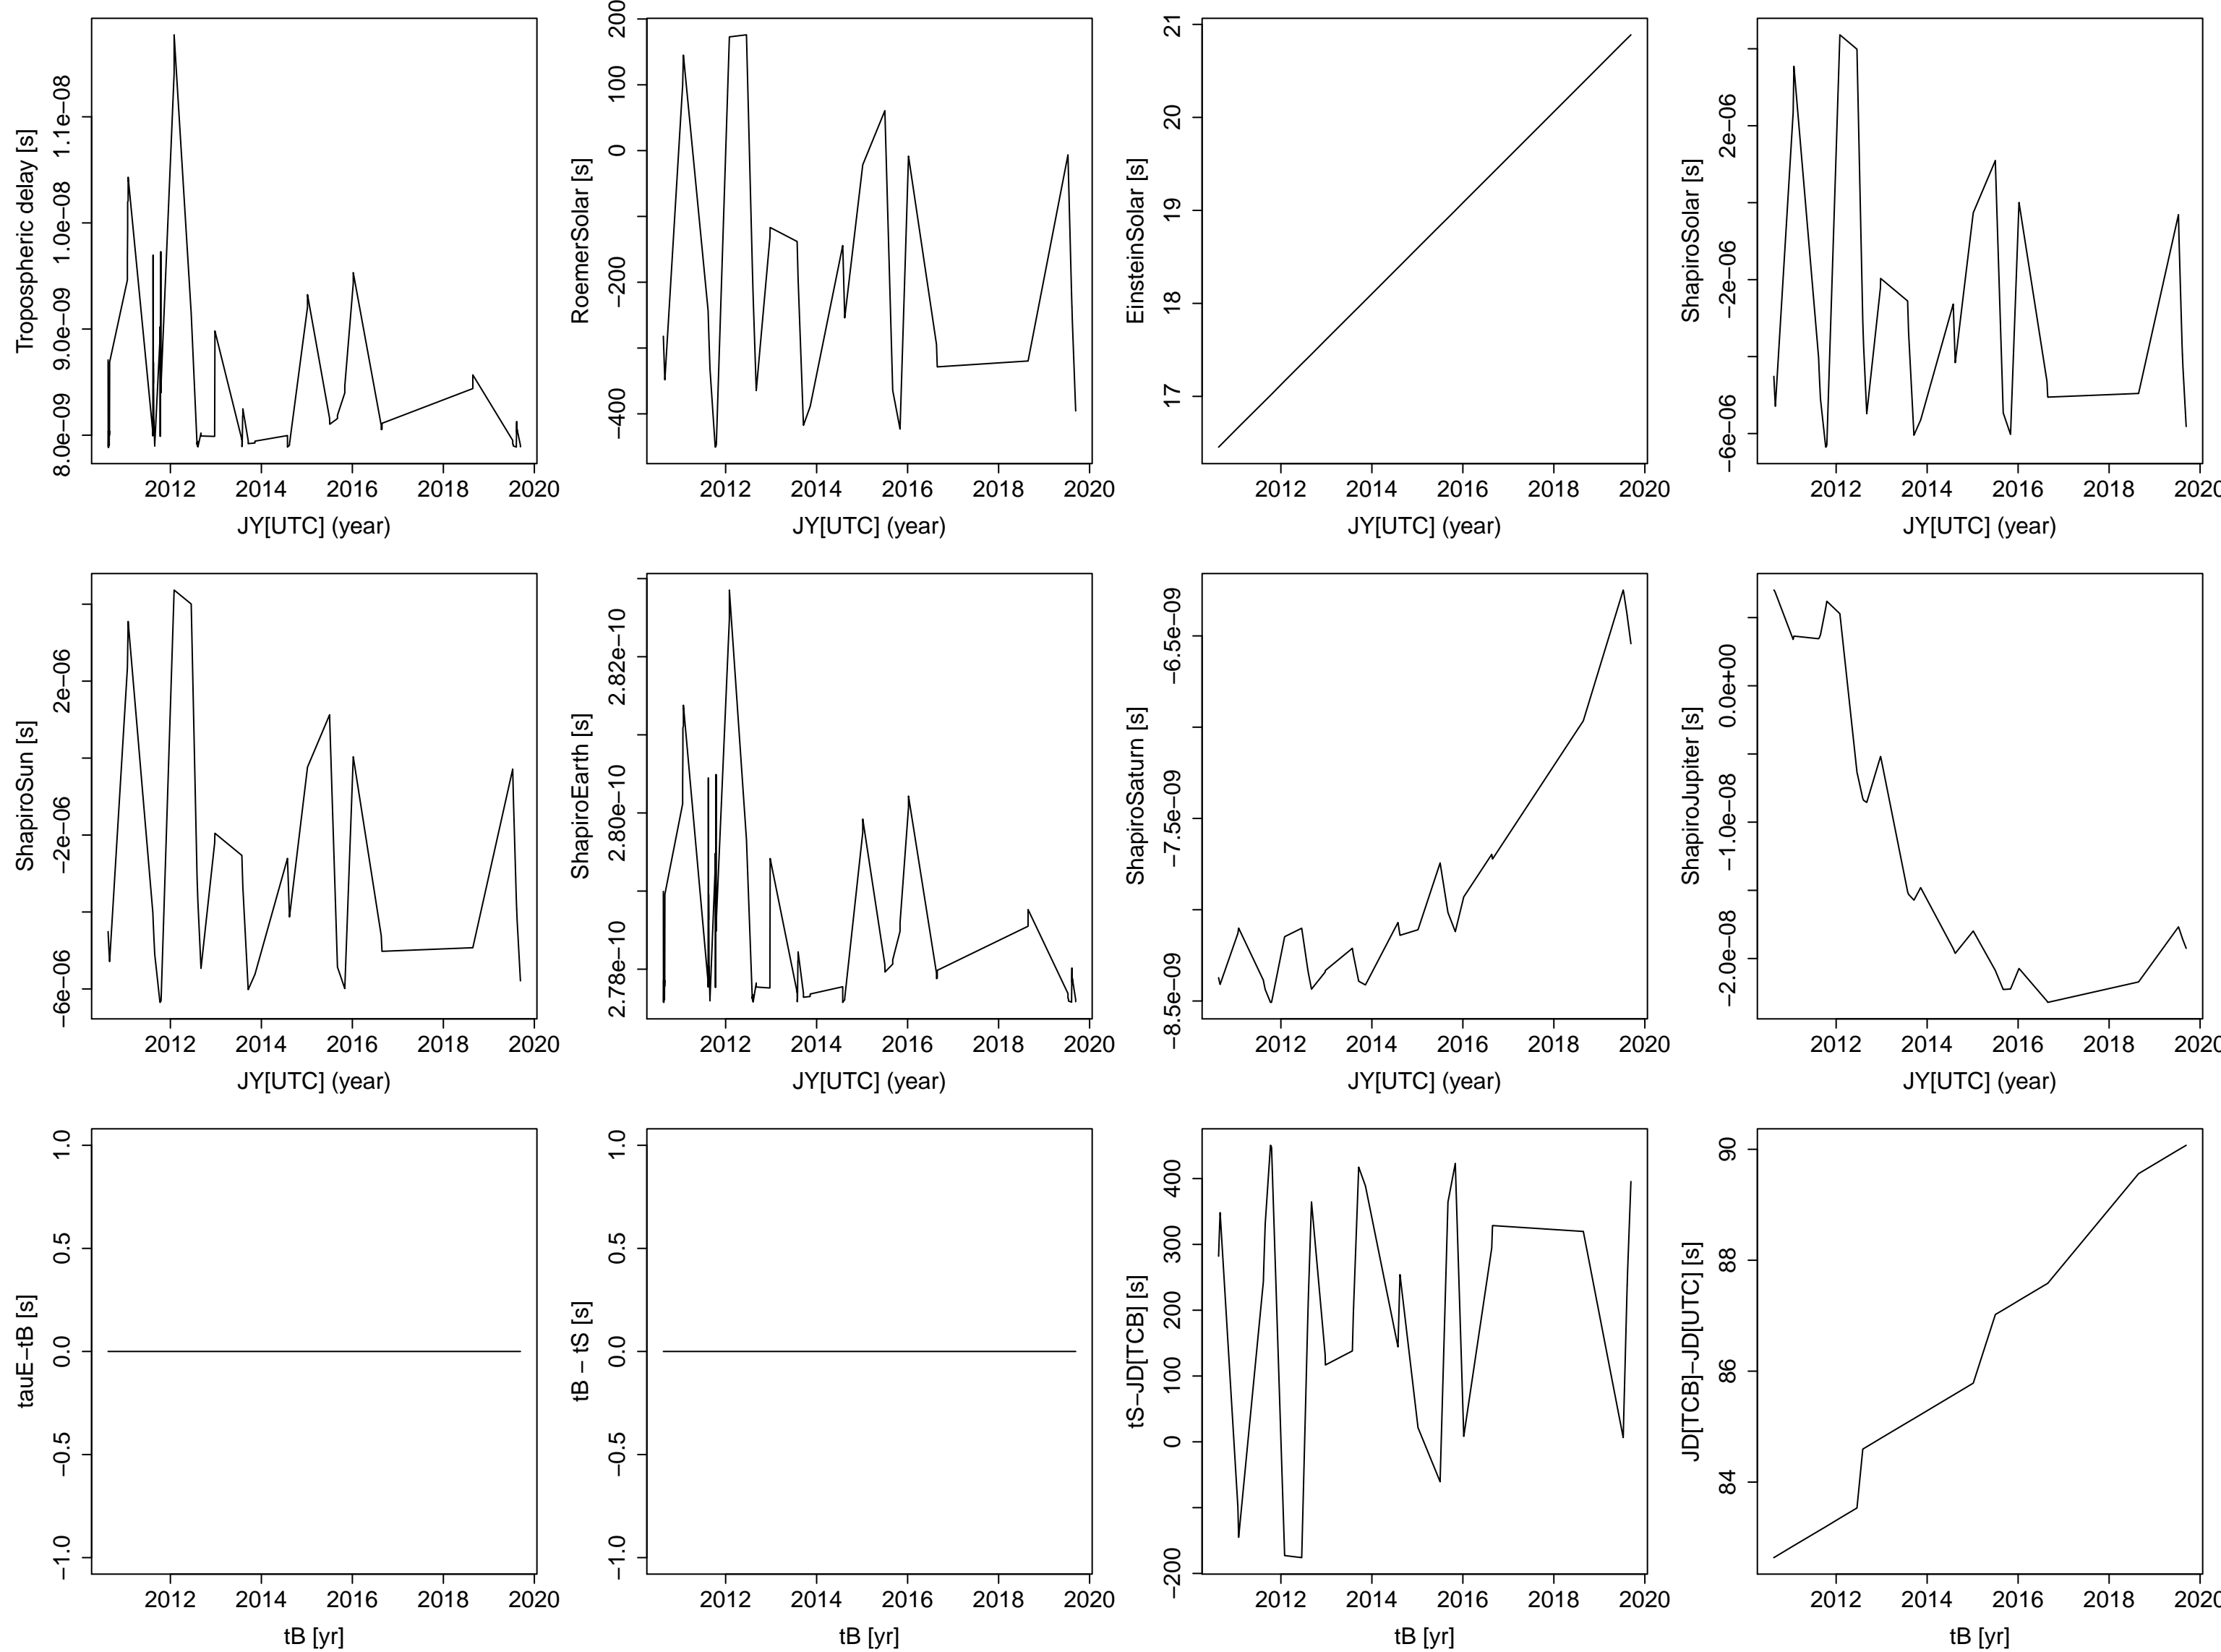 Tropospheric delay [s]
8.0e−09 9.0e−09 1.0e−08 1.1e−08
2012 2014 2016 2018 2020
JY[UTC] (year)
RoemerSolar [s]
−400 −200 0 100 200
2012 2014 2016 2018 2020
JY[UTC] (year)
EinsteinSolar [s]
17 18 19 20 21
2012 2014 2016 2018 2020
JY[UTC] (year)
ShapiroSolar [s]
−6e−06 −2e−06 2e−06
2012 2014 2016 2018 2020
JY[UTC] (year)
ShapiroSun [s]
−6e−06 −2e−06 2e−06
2012 2014 2016 2018 2020
JY[UTC] (year)
ShapiroEarth [s]
2.78e−10 2.80e−10 2.82e−10
2012 2014 2016 2018 2020
JY[UTC] (year)
ShapiroSaturn [s]
−8.5e−09 −7.5e−09 −6.5e−09
2012 2014 2016 2018 2020
JY[UTC] (year)
ShapiroJupiter [s]
−2.0e−08 −1.0e−08 0.0e+00
2012 2014 2016 2018 2020
JY[UTC] (year)
tauE−tB [s]
−1.0 −0.5 0.0 0.5 1.0
2012 2014 2016 2018 2020
tB [yr]
tB − tS [s]
−1.0 −0.5 0.0 0.5 1.0
2012 2014 2016 2018 2020
tB [yr]
tS−JD[TCB] [s]
−200 0 100 200 300 400
2012 2014 2016 2018 2020
tB [yr]
JD[TCB]−JD[UTC] [s]
84 86 88 90
2012 2014 2016 2018 2020
tB [yr]